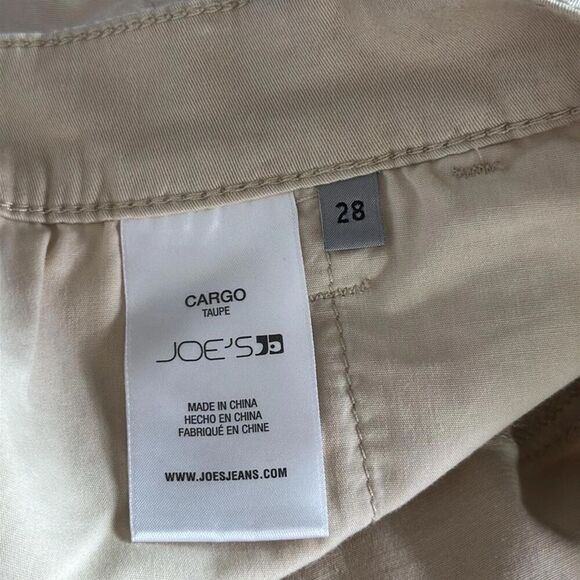 28
CARGO
TAUPE
JOE'S
MADE IN CHINA
HECHO EN CHINA
FABRIQUÉ EN CHINE
WWW.JOESJEANS.COM